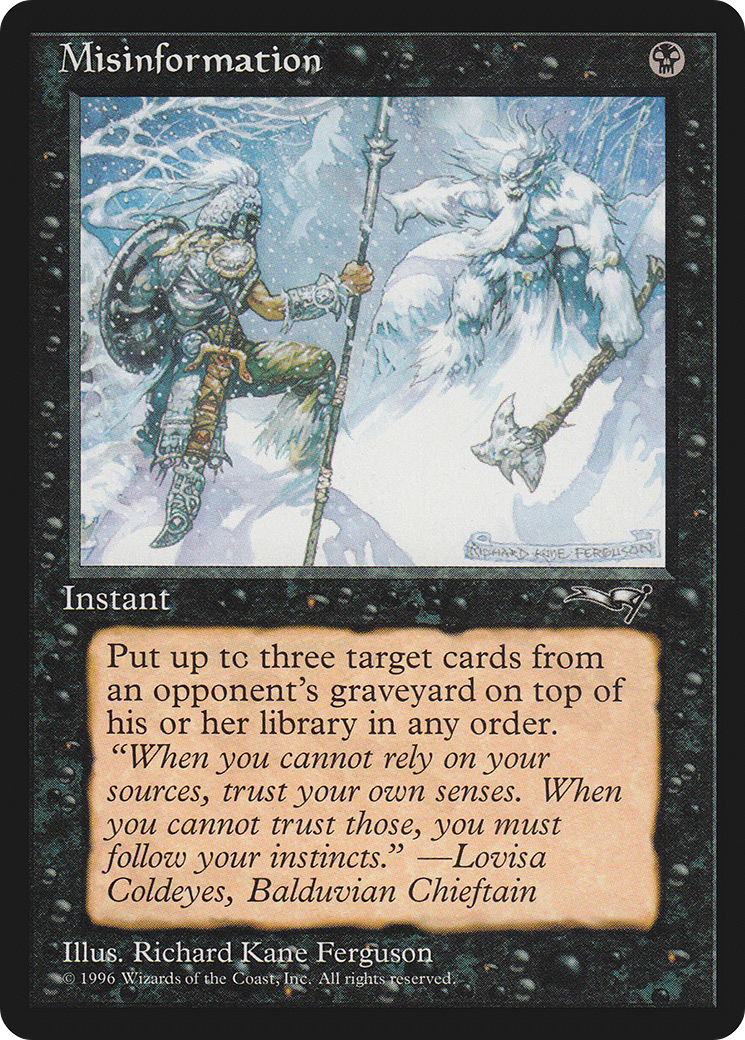 Misinformation
RICHARD KANE FERGUSON
Instant
Put up to three target cards from
an opponent's graveyard on top of
his or her library in any order.
“When you cannot rely on your
sources, trust your own senses. When
you cannot trust those, you must
follow your instincts.” —Lovisa
Coldeyes, Balduvian Chieftain
Illus. Richard Kane Ferguson
© 1996 Wizards of the Coast, Inc. All rights reserved.